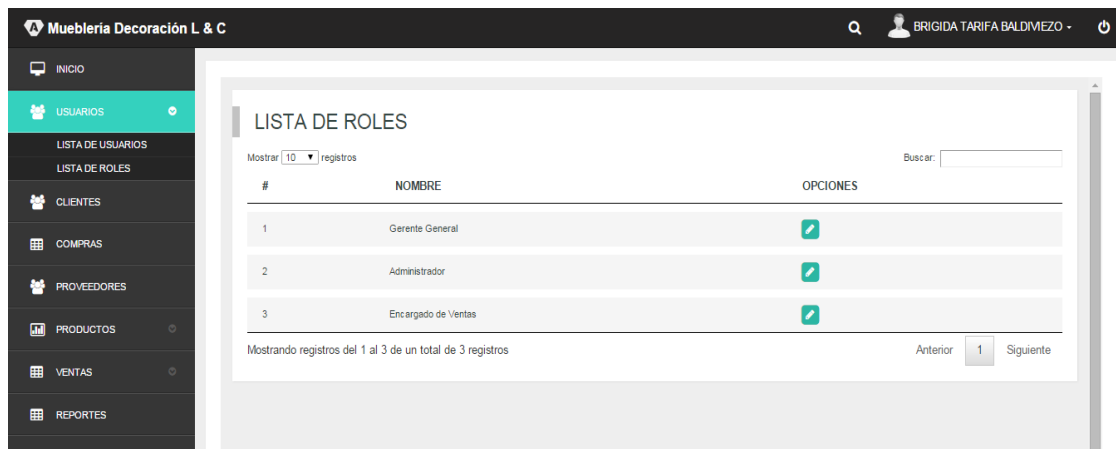 Mueblería Decoración L & C
BRIGIDA TARIFA BALDIVIEZO
INICIO
USUARIOS
LISTA DE USUARIOS
LISTA DE ROLES
CLIENTES
COMPRAS
PROVEEDORES
PRODUCTOS
VENTAS
REPORTES
LISTA DE ROLES
Mostrar 10 registros
Buscar:
# NOMBRE OPCIONES
1 Gerente General
2 Administrador
3 Encargado de Ventas
Mostrando registros del 1 al 3 de un total de 3 registros
Anterior 1 Siguiente